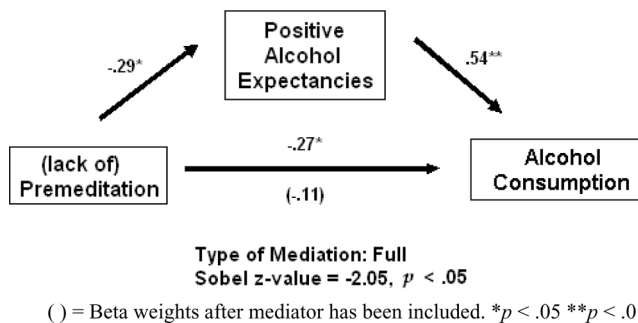 Positive
Alcohol
Expectancies
-.29*
.54**
(lack of)
Premeditation
-.27*
(-.11)
Alcohol
Consumption
Type of Mediation: Full
Sobel z-value = -2.05, p < .05
( ) = Beta weights after mediator has been included. *p < .05 **p < .0